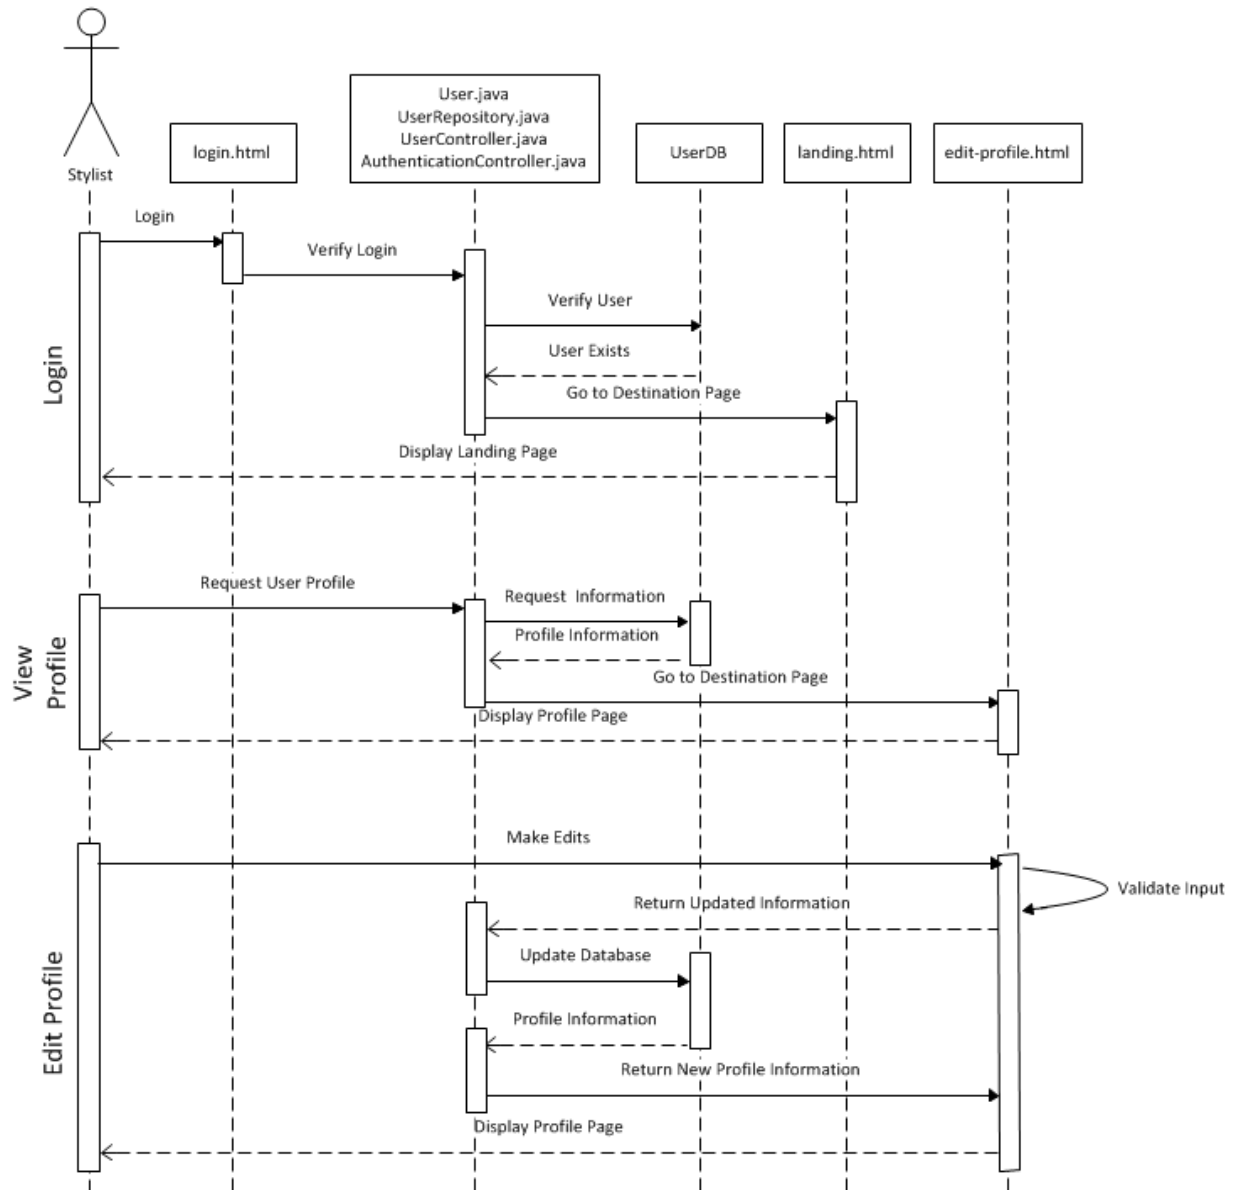 User.java
UserRepository.java
UserController.java
AuthenticationController.java
login.html
UserDB
landing.html
edit-profile.html
Stylist
Login
Login
Verify Login
Verify User
User Exists
Go to Destination Page
Display Landing Page
View
Profile
Request User Profile
Request Information
Profile Information
Go to Destination Page
Display Profile Page
Edit Profile
Make Edits
Validate Input
Return Updated Information
Update Database
Profile Information
Return New Profile Information
Display Profile Page